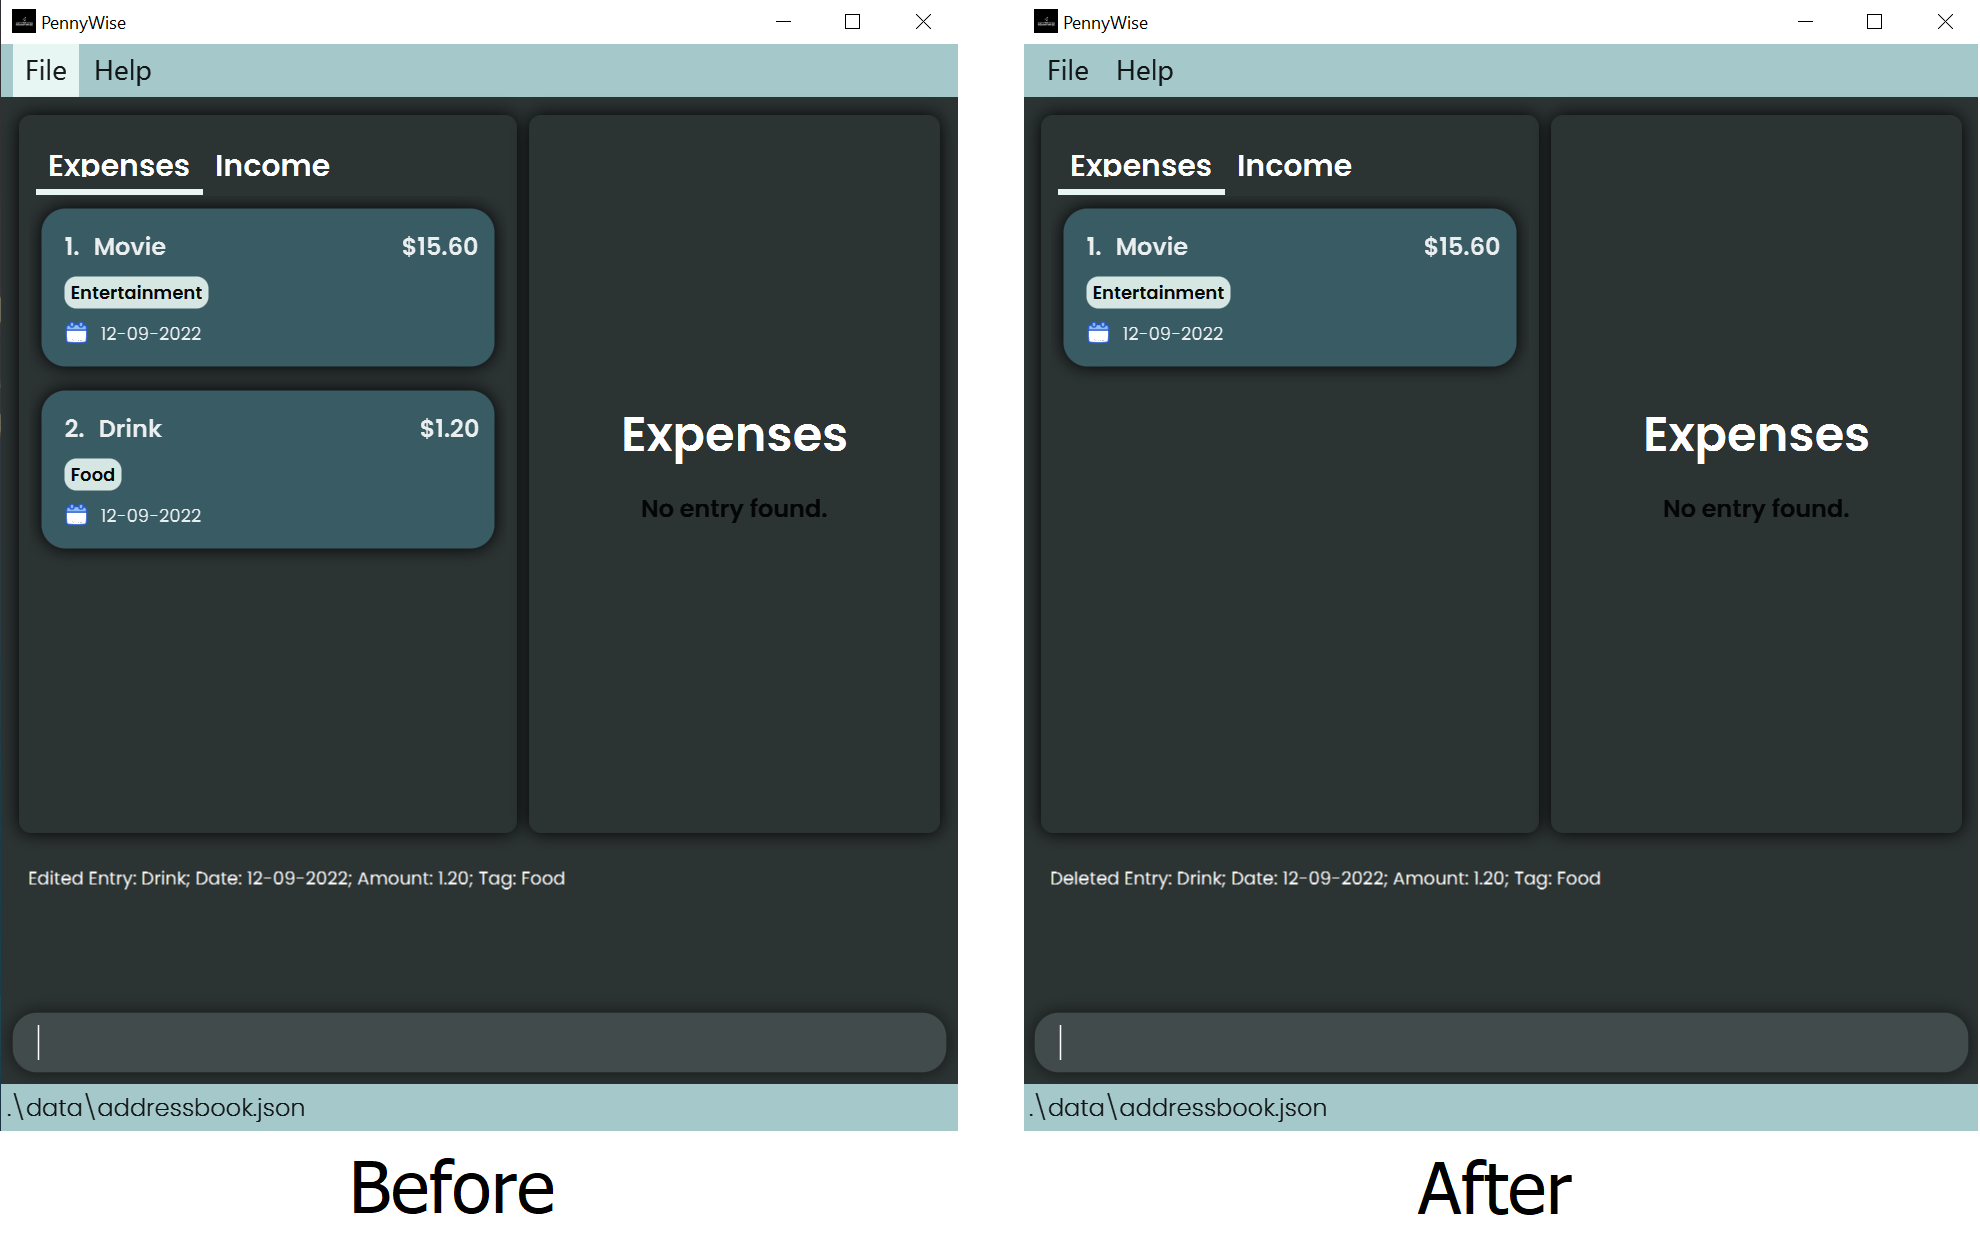 PennyWise
File Help
Expenses Income
1. Movie $15.60
Entertainment
12-09-2022
2. Drink $1.20
Food
12-09-2022
Expenses
No entry found.
Edited Entry: Drink; Date: 12-09-2022; Amount: 1.20; Tag: Food
.\data\addressbook.json
Before
PennyWise
File Help
Expenses Income
1. Movie $15.60
Entertainment
12-09-2022
Expenses
No entry found.
Deleted Entry: Drink; Date: 12-09-2022; Amount: 1.20; Tag: Food
.\data\addressbook.json
After